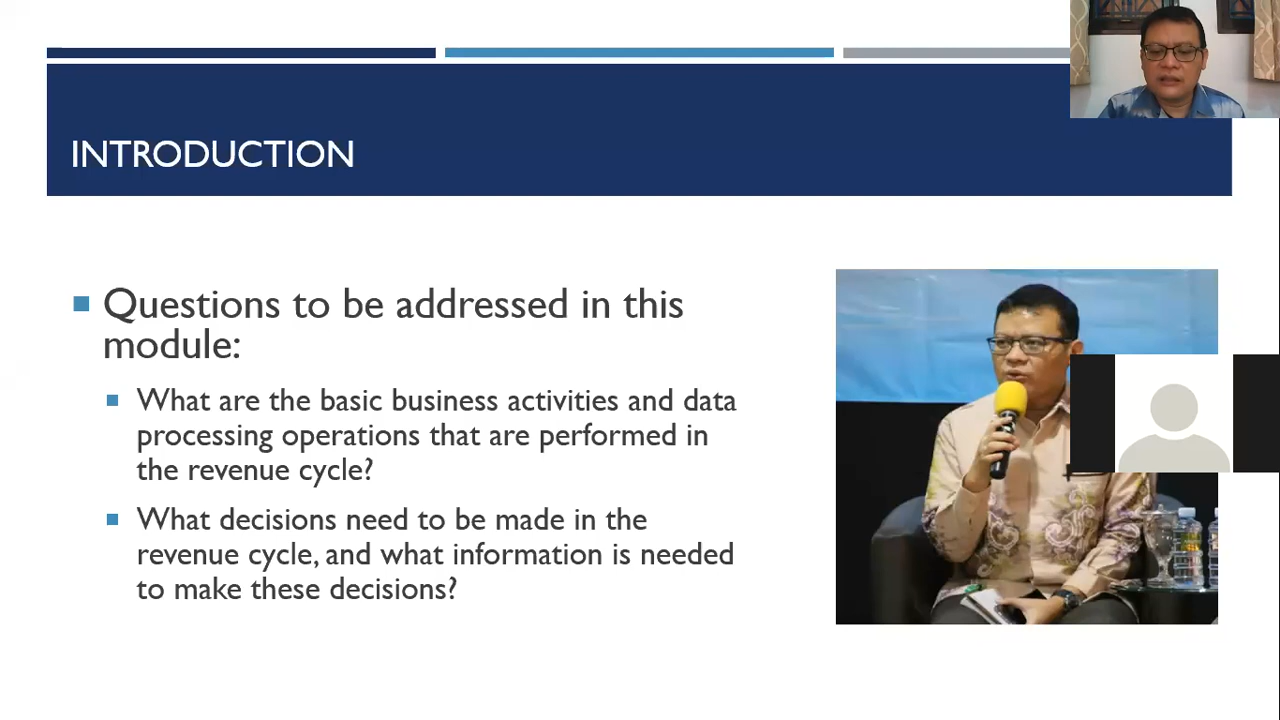 INTRODUCTION
Questions to be addressed in this
module:
What are the basic business activities and data
processing operations that are performed in
the revenue cycle?
What decisions need to be made in the
revenue cycle, and what information is needed
to make these decisions?